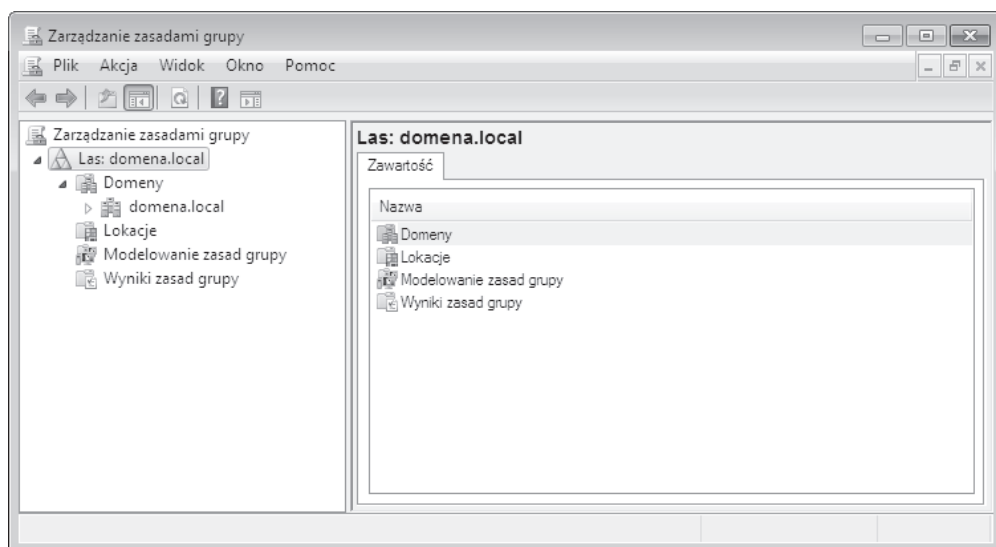 Zarządzanie zasadami grupy
Plik Akcja Widok Okno Pomoc
Zarządzanie zasadami grupy
Las: domena.local
Domeny
domena.local
Lokacje
Modelowanie zasad grupy
Wyniki zasad grupy
Las: domena.local
Zawartość
Nazwa
Domeny
Lokacje
Modelowanie zasad grupy
Wyniki zasad grupy